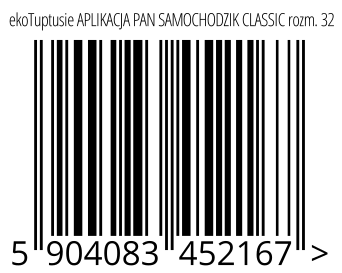 ekoTuptusie APLIKACJA PAN SAMOCHODZIK CLASSIC rozm. 32
5 904083 452167 >